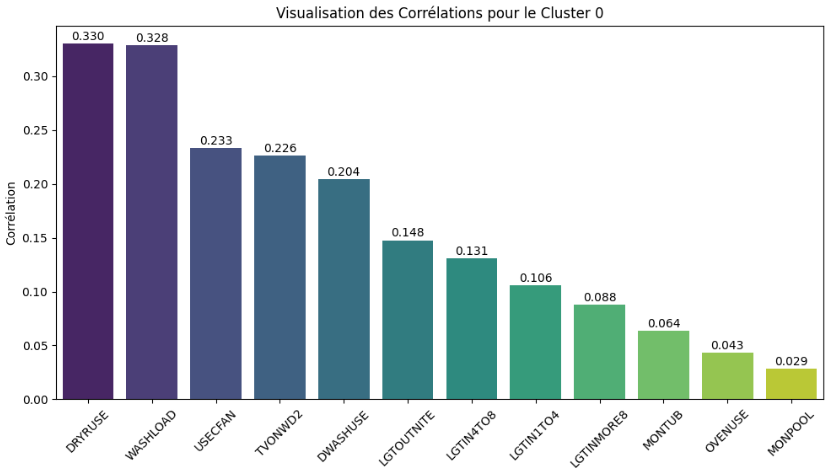 Visualisation des Corrélations pour le Cluster 0
Corrélation
0.30
0.25
0.20
0.15
0.10
0.05
0.00
0.330
0.328
0.233
0.226
0.204
0.148
0.131
0.106
0.088
0.064
0.043
0.029
DRYRUSE
WASHLOAD
USECFAN
TVONWD2
DWASHUSE
LGTOUTNITE
LGTIN4TO8
LGTIN1TO4
LGTINMORE8
MONTUB
OVENUSE
MONPOOL